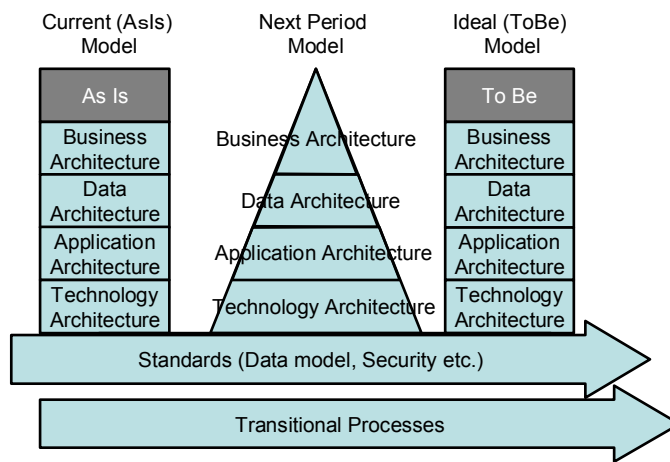 Current (AsIs)
Model
Next Period
Model
Ideal (ToBe)
Model
As Is
Business
Architecture
Data
Architecture
Application
Architecture
Technology
Architecture
Business Architecture
Data Architecture
Application Architecture
Technology Architecture
To Be
Business
Architecture
Data
Architecture
Application
Architecture
Technology
Architecture
Standards (Data model, Security etc.)
Transitional Processes